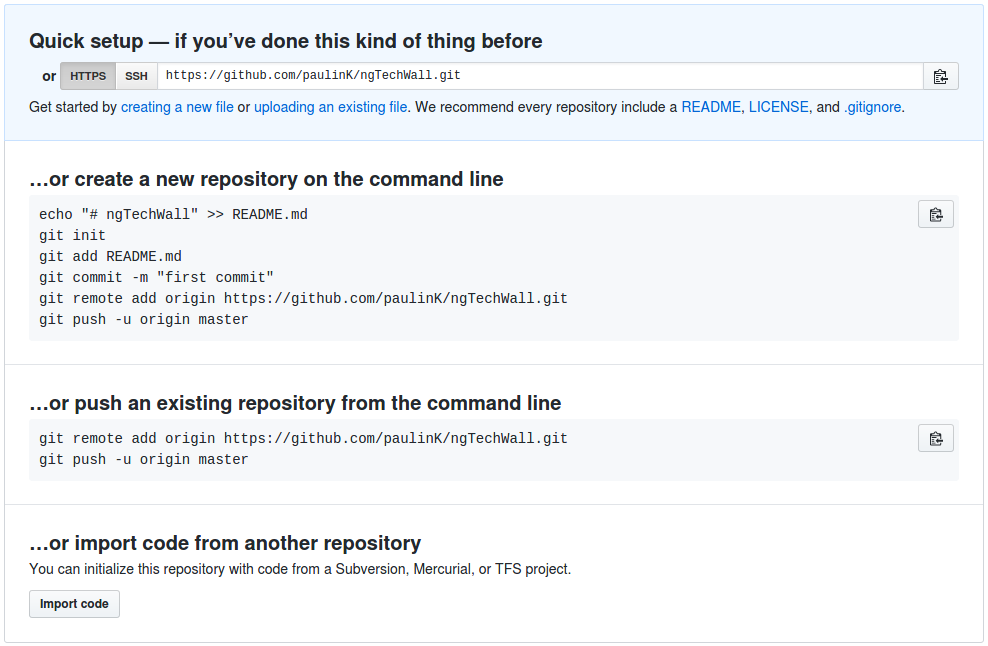 Quick setup — if you’ve done this kind of thing before
or HTTPS SSH https://github.com/paulinK/ngTechWall.git
Get started by creating a new file or uploading an existing file. We recommend every repository include a README, LICENSE, and .gitignore.
…or create a new repository on the command line
echo "# ngTechWall" >> README.md
git init
git add README.md
git commit -m "first commit"
git remote add origin https://github.com/paulinK/ngTechWall.git
git push -u origin master
…or push an existing repository from the command line
git remote add origin https://github.com/paulinK/ngTechWall.git
git push -u origin master
…or import code from another repository
You can initialize this repository with code from a Subversion, Mercurial, or TFS project.
Import code